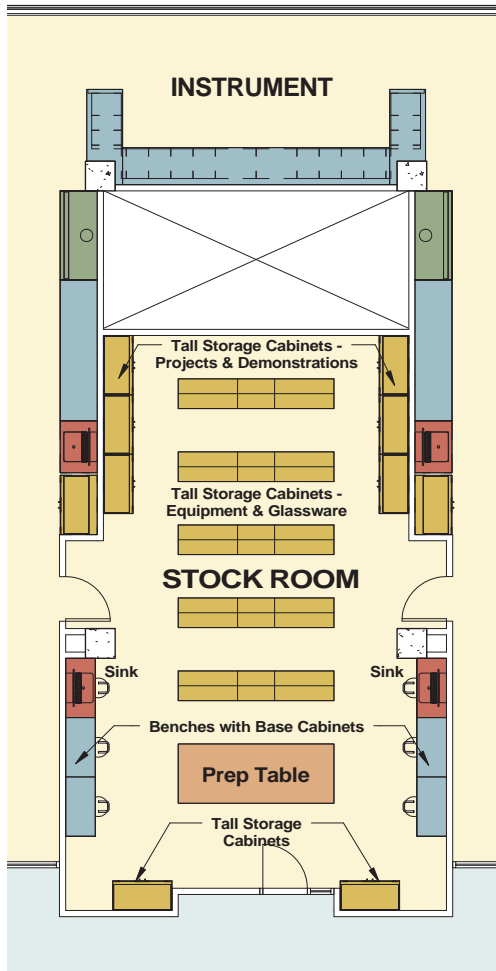 INSTRUMENT
Tall Storage Cabinets -
Projects & Demonstrations
Tall Storage Cabinets -
Equipment & Glassware
STOCK ROOM
Sink
Sink
Benches with Base Cabinets
Prep Table
Tall Storage
Cabinets